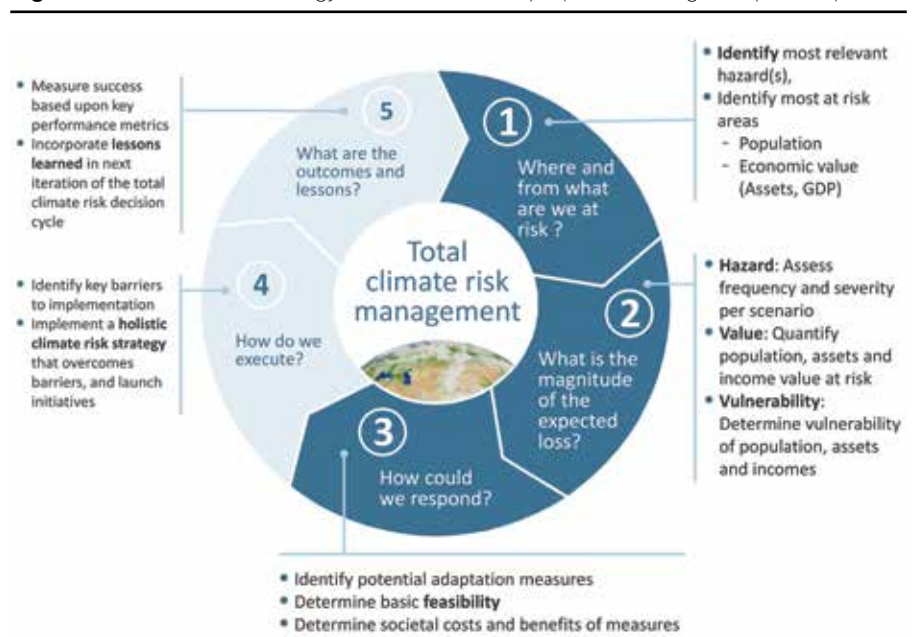 Total
climate risk
management
1
Where and
from what
are we at
risk ?
• Identify most relevant
hazard(s),
• Identify most at risk
areas
- Population
- Economic value
(Assets, GDP)
2
What is the
magnitude
of the
expected
loss?
• Hazard: Assess
frequency and severity
per scenario
• Value: Quantify
population, assets and
income value at risk
• Vulnerability:
Determine vulnerability
of population, assets
and incomes
3
How could
we respond?
• Identify potential adaptation measures
• Determine basic feasibility
• Determine societal costs and benefits of measures
4
How do we
execute?
• Identify key barriers
to implementation
• Implement a holistic
climate risk strategy
that overcomes
barriers, and launch
initiatives
5
What are the
outcomes and
lessons?
• Measure success
based upon key
performance metrics
• Incorporate lessons
learned in next
iteration of the total
climate risk decision
cycle